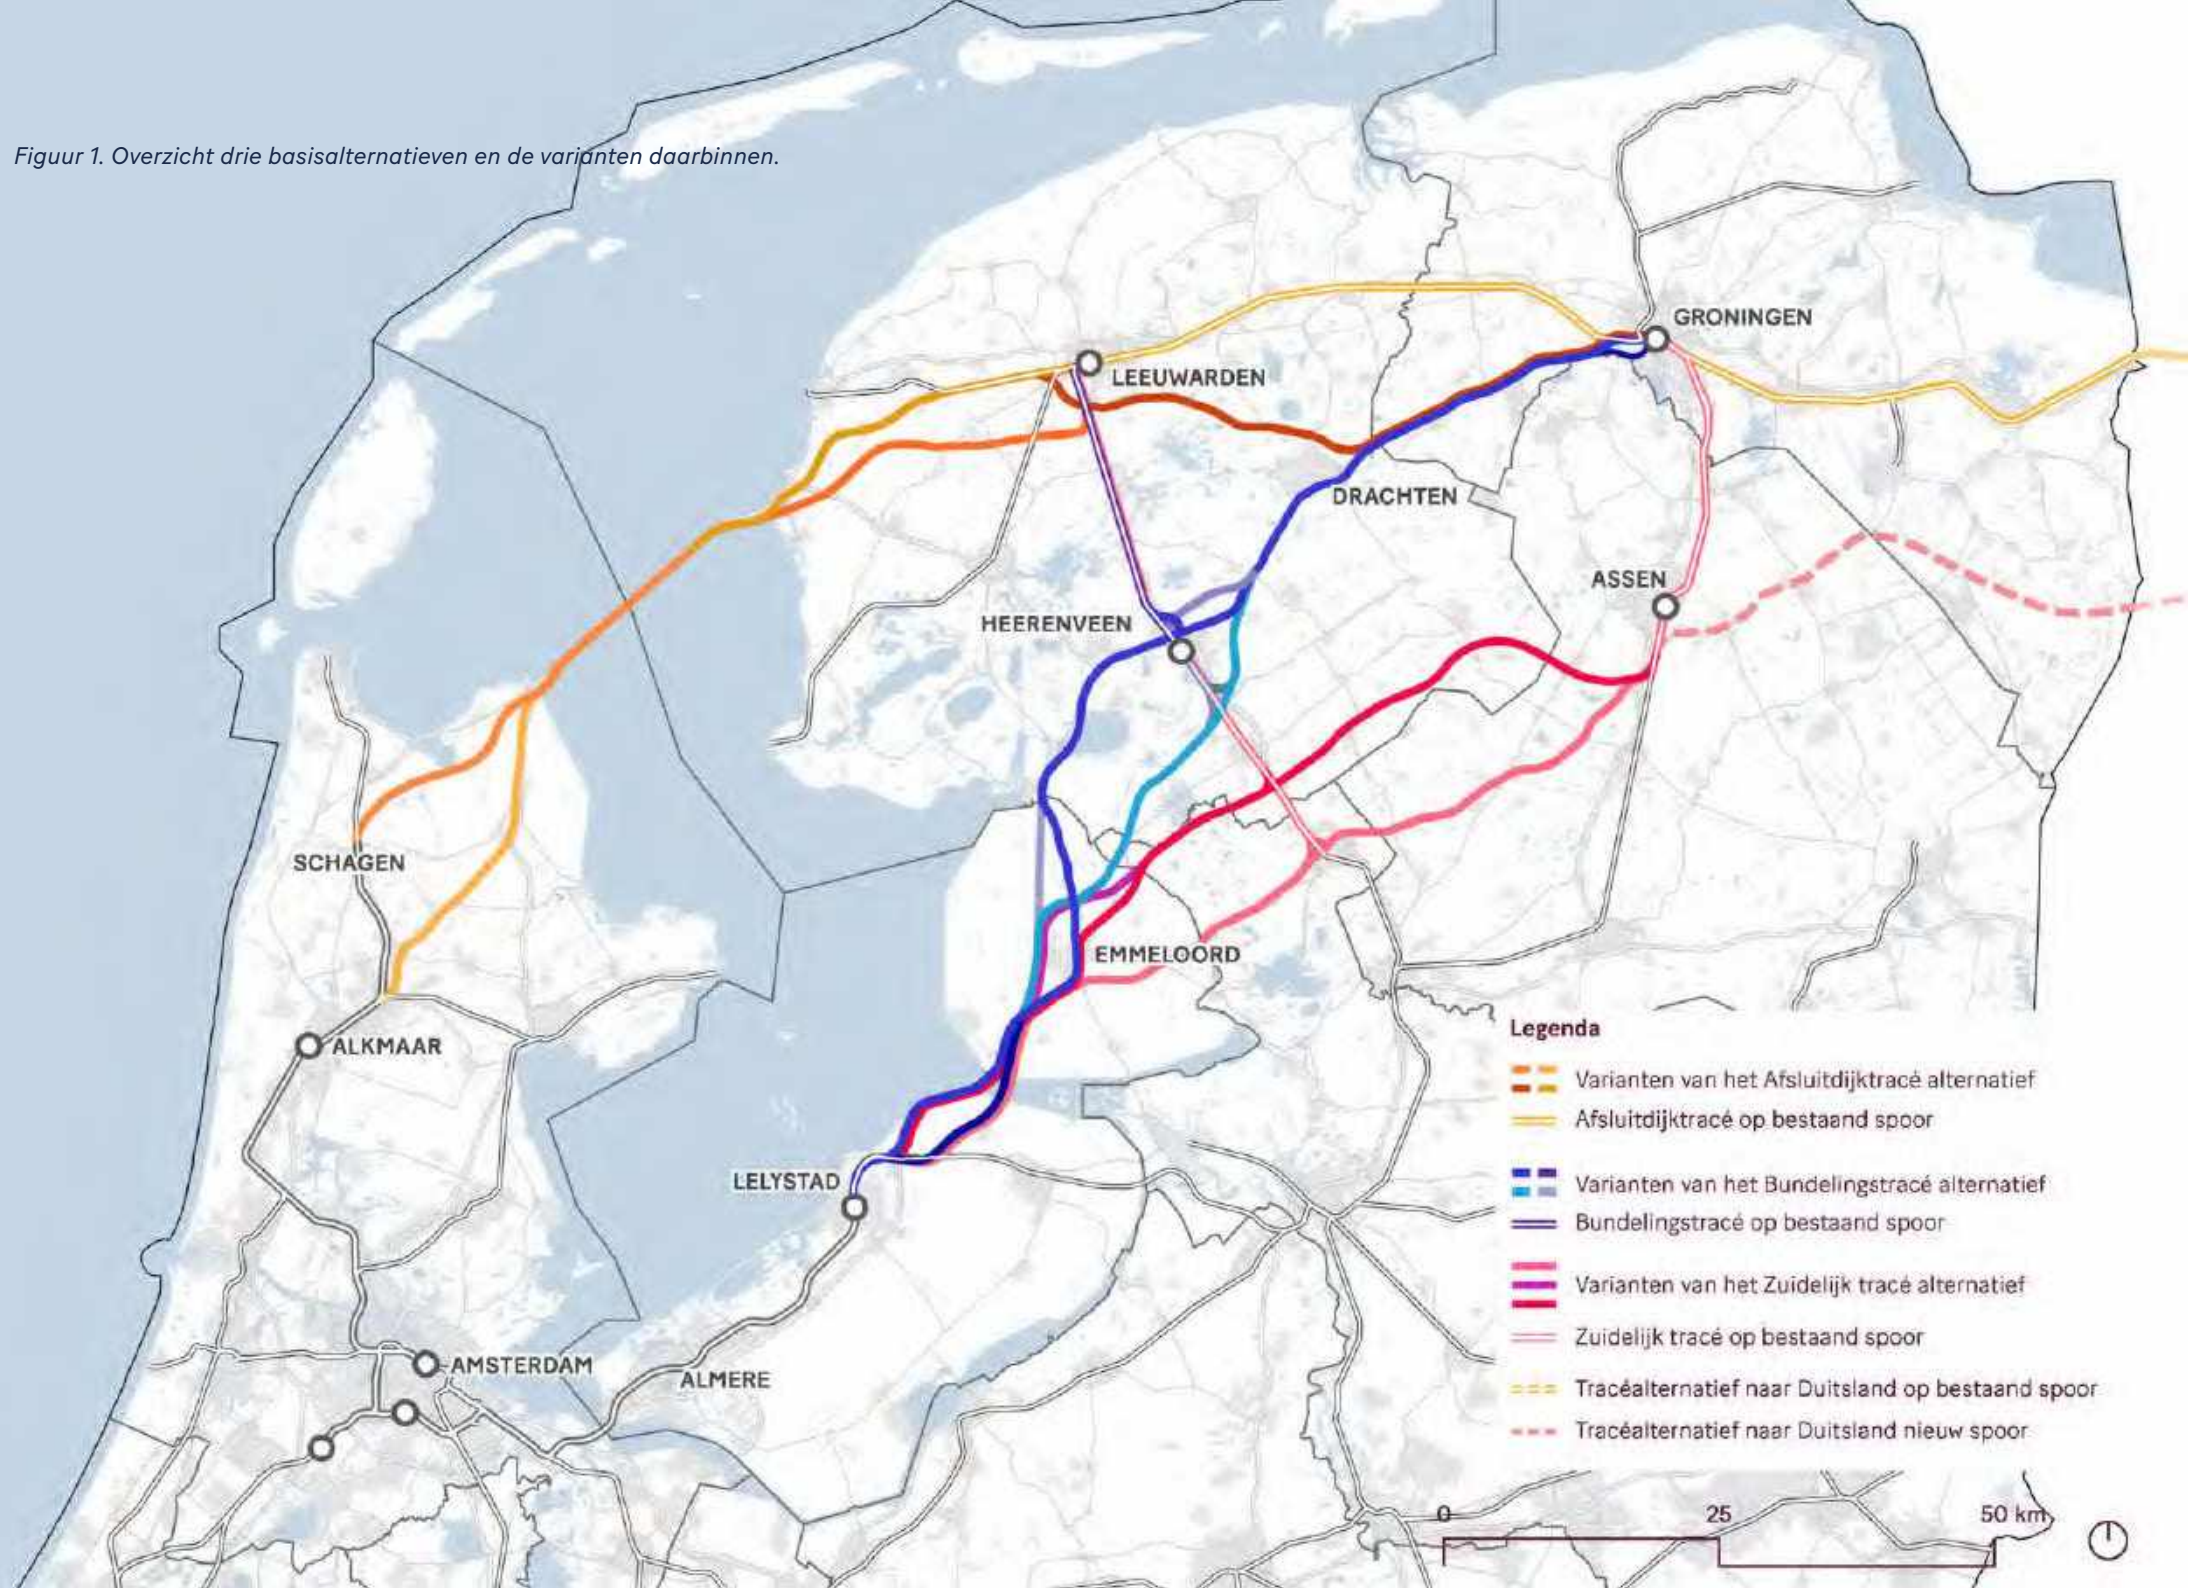 Figuur 1. Overzicht drie basisalternatieven en de varianten daarbinnen.
GRONINGEN
LEEUWARDEN
DRACHTEN
ASSEN
HEERENVEEN
SCHAGEN
EMMELOORD
ALKMAAR
LELYSTAD
AMSTERDAM
ALMERE
Legenda
Varianten van het Afsluitdijktracé alternatief
Afsluitdijktracé op bestaand spoor
Varianten van het Bundelingstracé alternatief
Bundelingstracé op bestaand spoor
Varianten van het Zuidelijk tracé alternatief
Zuidelijk tracé op bestaand spoor
Tracéalternatief naar Duitsland op bestaand spoor
Tracéalternatief naar Duitsland nieuw spoor
0 25 50 km